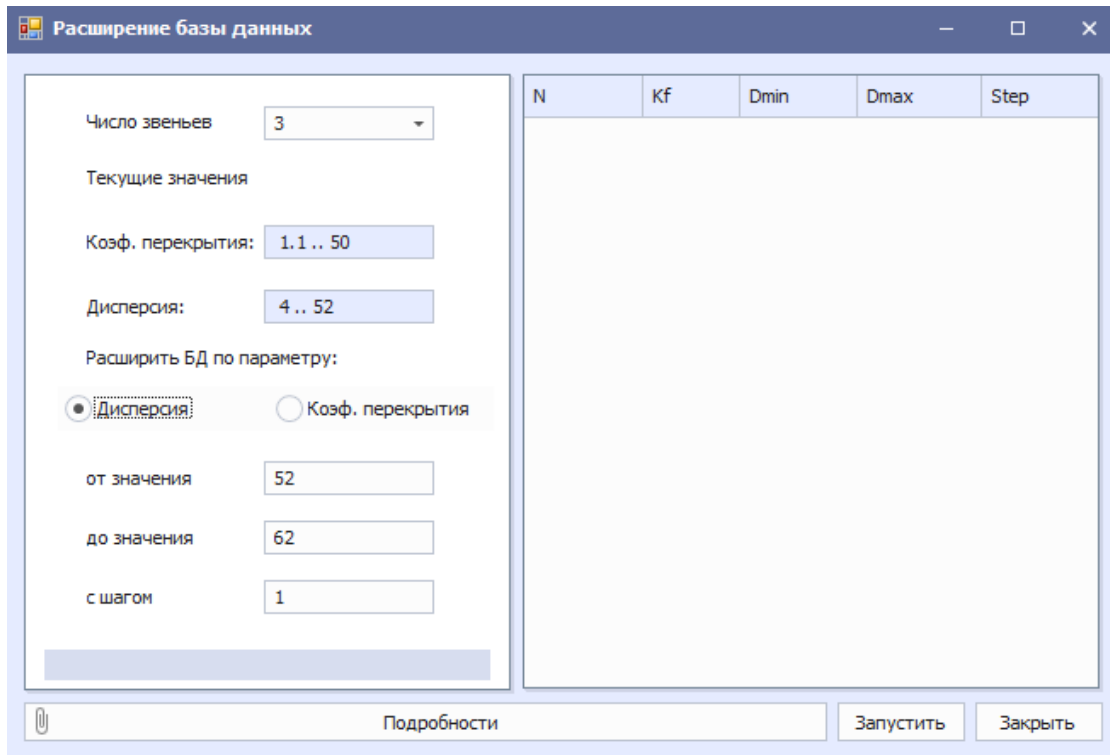 Расширение базы данных
Число звеньев 3
Текущие значения
Коэф. перекрытия: 1.1 .. 50
Дисперсия: 4 .. 52
Расширить БД по параметру:
Дисперсия Коэф. перекрытия
от значения 52
до значения 62
с шагом 1
N Kf Dmin Dmax Step
Подробности Запустить Закрыть